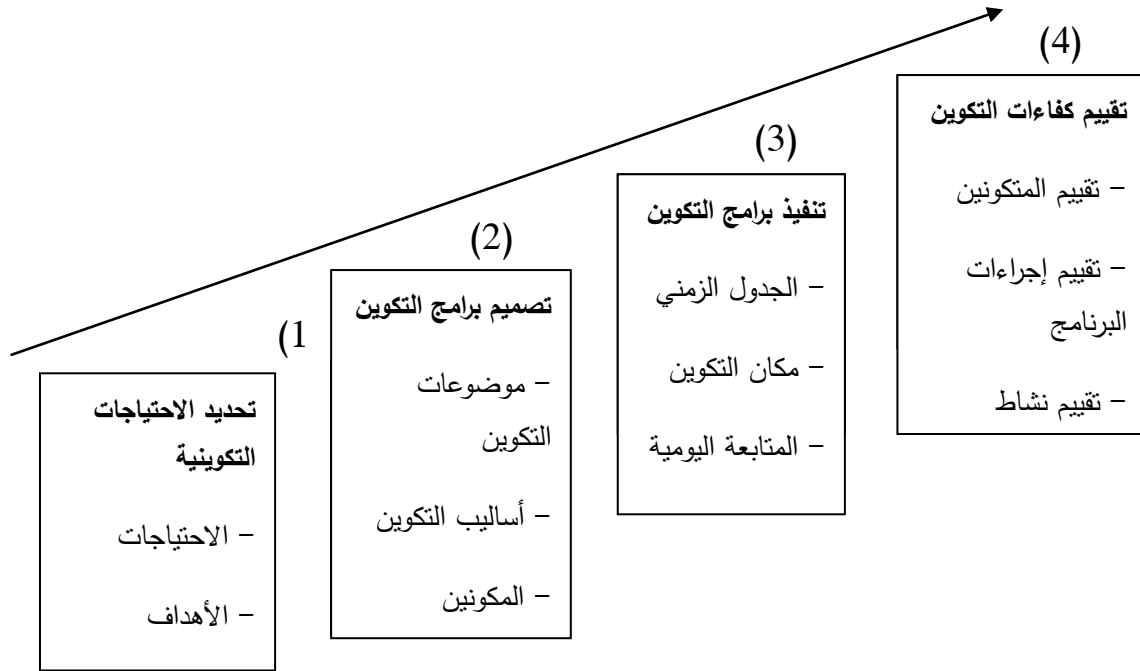 (1
تحديد الاحتياجات
التكوينية
– الاحتياجات
– الأهداف
(2)
تصميم برامج التكوين
– موضوعات
التكوين
– أساليب التكوين
– المكونين
(3)
تنفيذ برامج التكوين
– الجدول الزمني
– مكان التكوين
– المتابعة اليومية
(4)
تقييم كفاءات التكوين
– تقييم المتكونين
– تقييم إجراءات
البرنامج
– تقييم نشاط